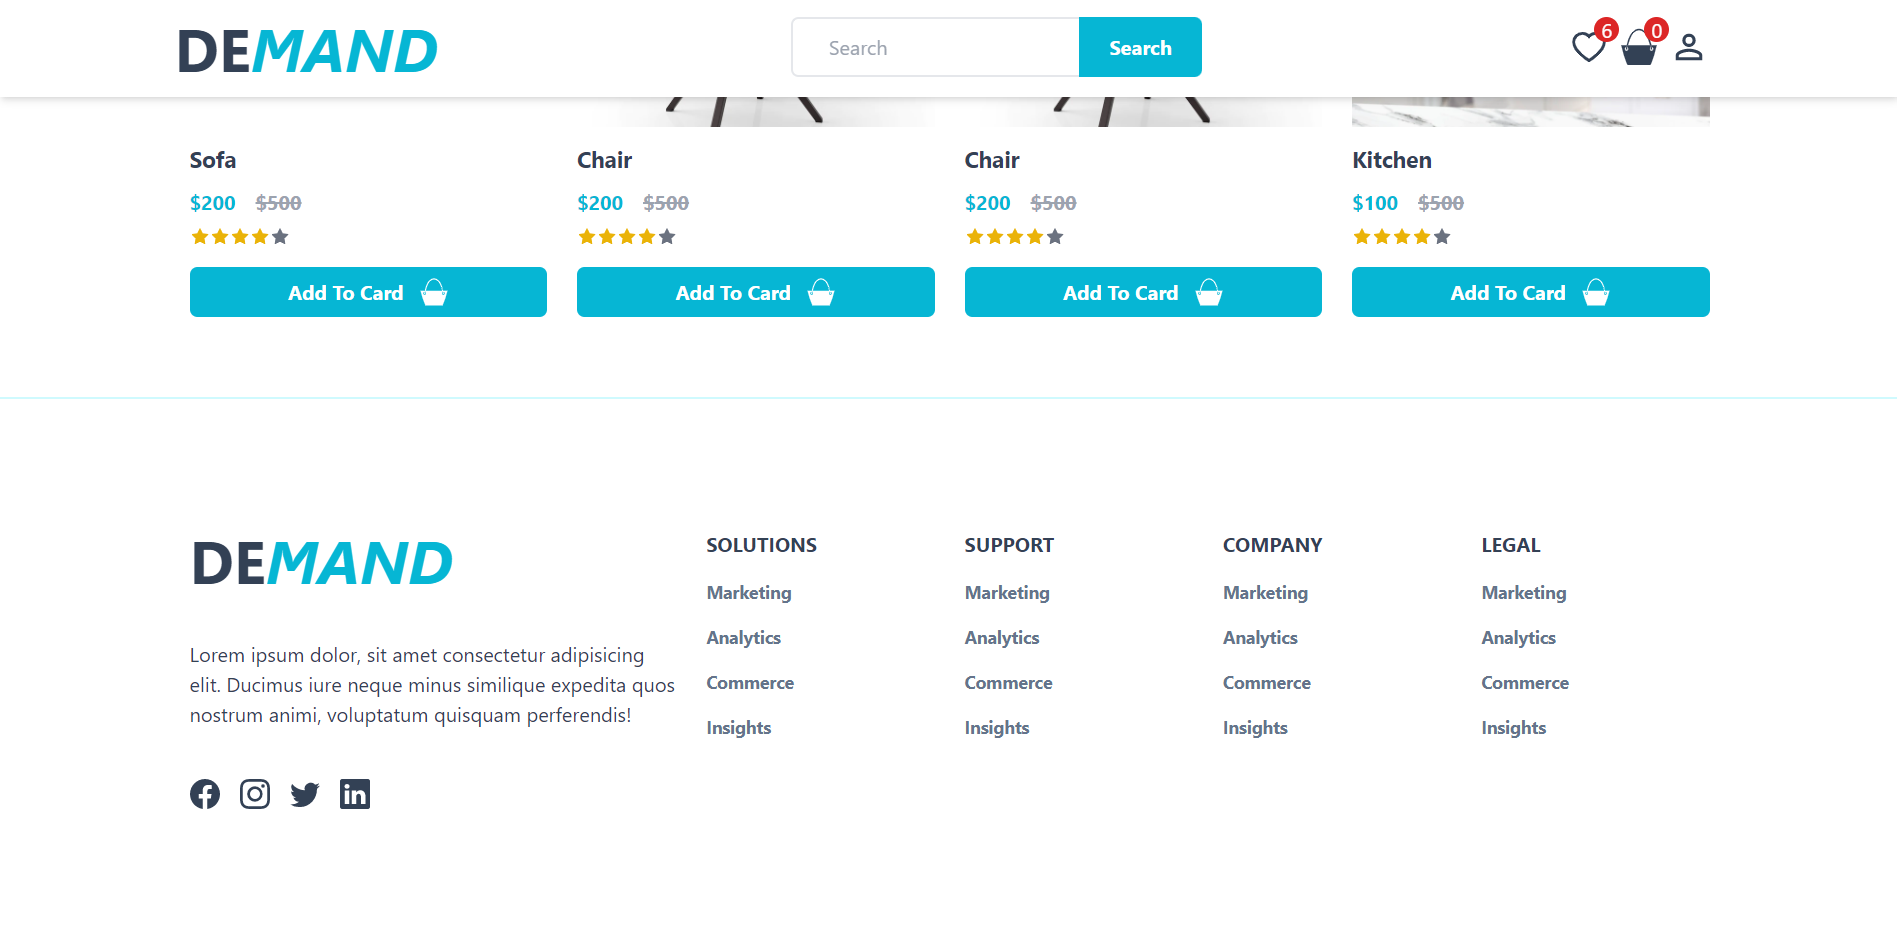 DEMAND
Search
Search
6
0
Sofa
Chair
Chair
Kitchen
$200 $500
$200 $500
$200 $500
$100 $500
Add To Card
Add To Card
Add To Card
Add To Card
DEMAND
Lorem ipsum dolor, sit amet consectetur adipisicing
elit. Ducimus iure neque minus similique expedita quos
nostrum animi, voluptatum quisquam perferendis!
SOLUTIONS
Marketing
Analytics
Commerce
Insights
SUPPORT
Marketing
Analytics
Commerce
Insights
COMPANY
Marketing
Analytics
Commerce
Insights
LEGAL
Marketing
Analytics
Commerce
Insights